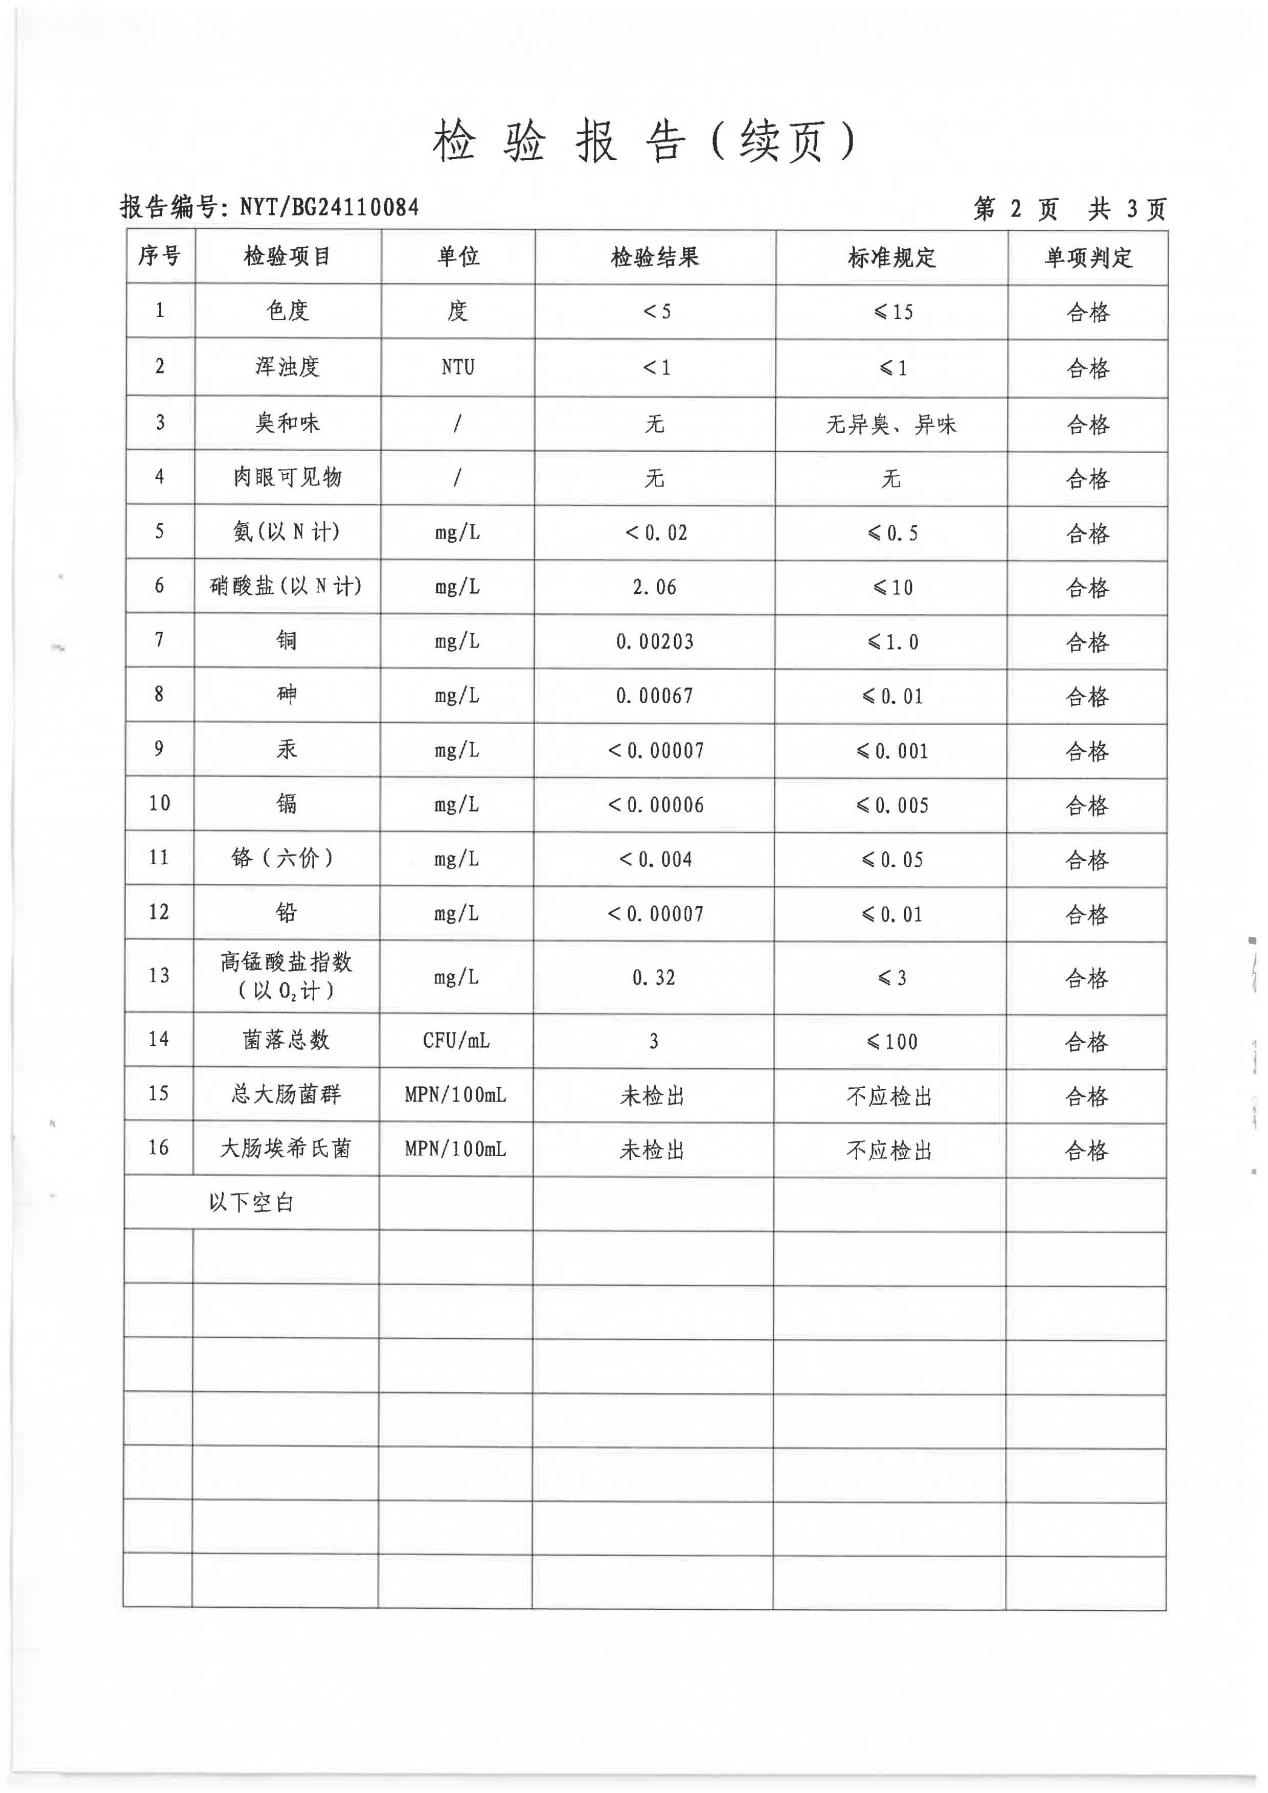 检验报告(续页)
报告编号: NYT/BG24110084 第 2 页 共 3 页
序号 检验项目 单位 检验结果 标准规定 单项判定
1 色度 度 <5 ≤15 合格
2 浑浊度 NTU <1 ≤1 合格
3 臭和味 / 无 无异臭、异味 合格
4 肉眼可见物 / 无 无 合格
5 氨(以N计) mg/L <0.02 ≤0.5 合格
6 硝酸盐(以N计) mg/L 2.06 ≤10 合格
7 铜 mg/L 0.00203 ≤1.0 合格
8 砷 mg/L 0.00067 ≤0.01 合格
9 汞 mg/L <0.00007 ≤0.001 合格
10 镉 mg/L <0.00006 ≤0.005 合格
11 铬(六价) mg/L <0.004 ≤0.05 合格
12 铅 mg/L <0.00007 ≤0.01 合格
13 高锰酸盐指数 mg/L 0.32 ≤3 合格
(以O₂计)
14 菌落总数 CFU/mL 3 ≤100 合格
15 总大肠菌群 MPN/100mL 未检出 不应检出 合格
16 大肠埃希氏菌 MPN/100mL 未检出 不应检出 合格
以下空白